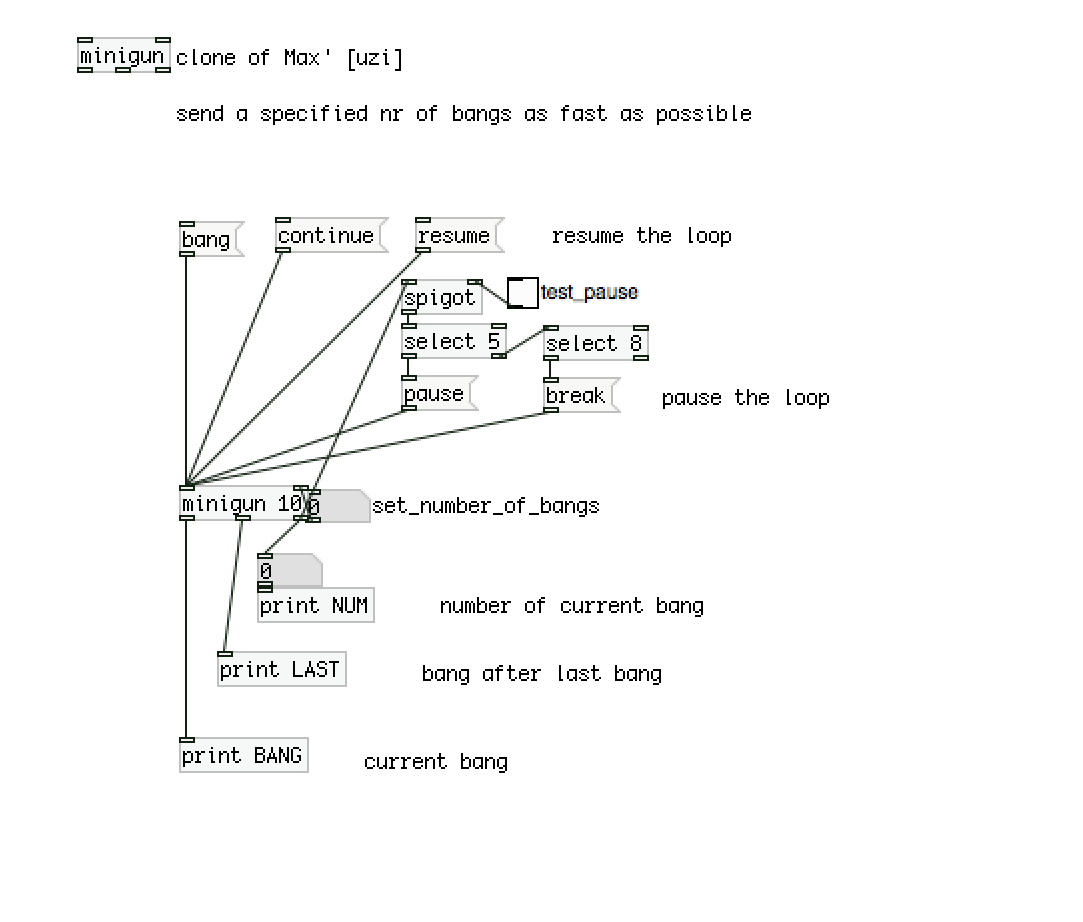 minigun clone of Max' [uzi]
send a specified nr of bangs as fast as possible
bang continue resume resume the loop
spigot test_pause
select 5 select 8
pause break pause the loop
minigun 10 0 set_number_of_bangs
0
print NUM number of current bang
print LAST bang after last bang
print BANG current bang